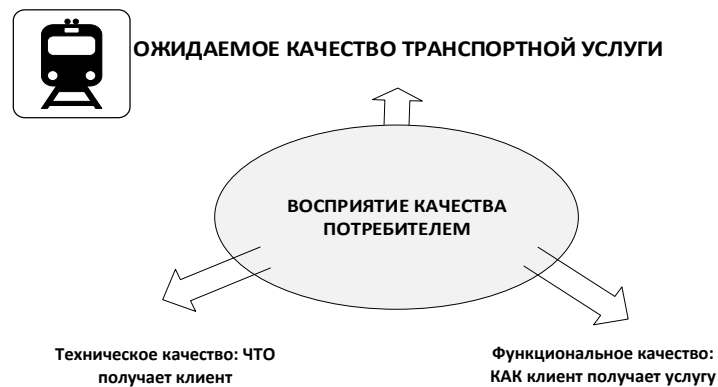 ОЖИДАЕМОЕ КАЧЕСТВО ТРАНСПОРТНОЙ УСЛУГИ
ВОСПРИЯТИЕ КАЧЕСТВА
ПОТРЕБИТЕЛЕМ
Техническое качество: ЧТО
получает клиент
Функциональное качество:
КАК клиент получает услугу